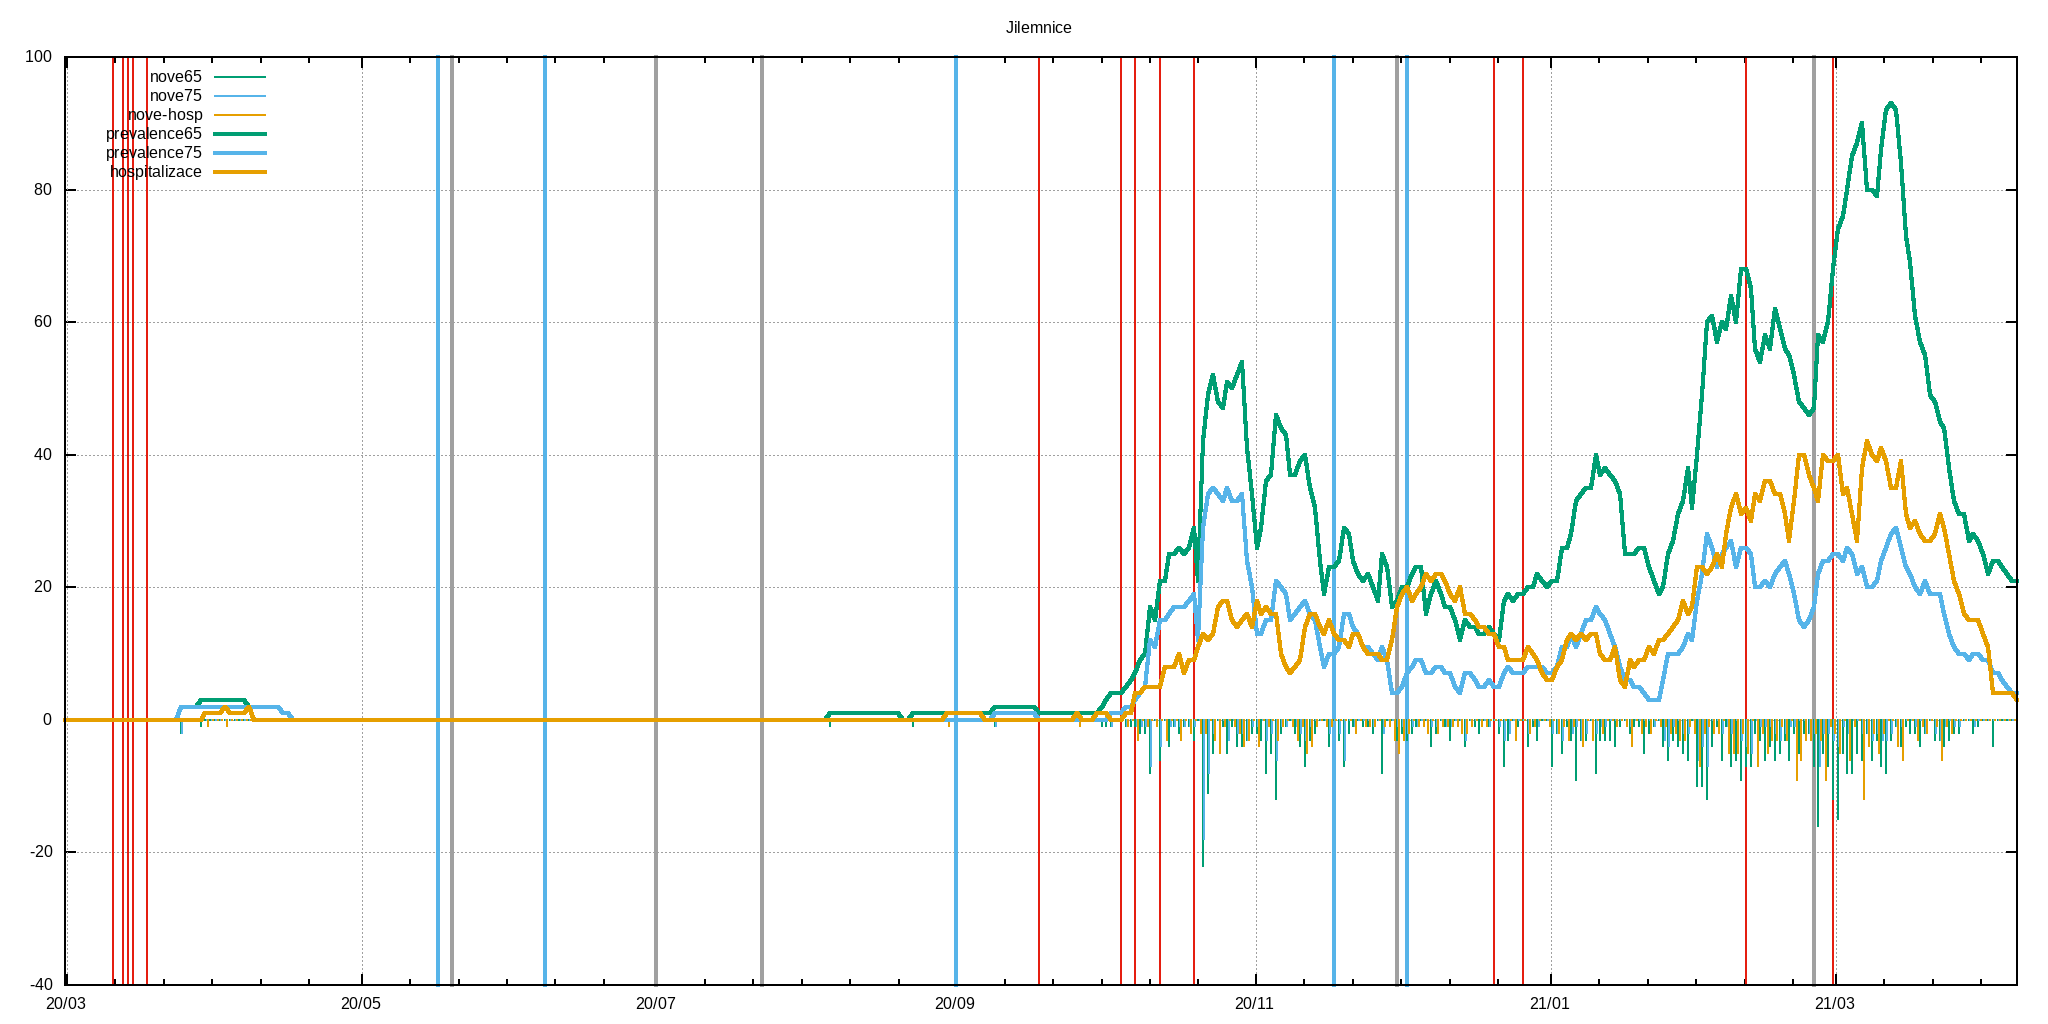 Jilemnice
100
80
60
40
20
0
-20
-40
nove65
nove75
nove-hosp
prevalence65
prevalence75
hospitalizace
20/03 20/05 20/07 20/09 20/11 21/01 21/03